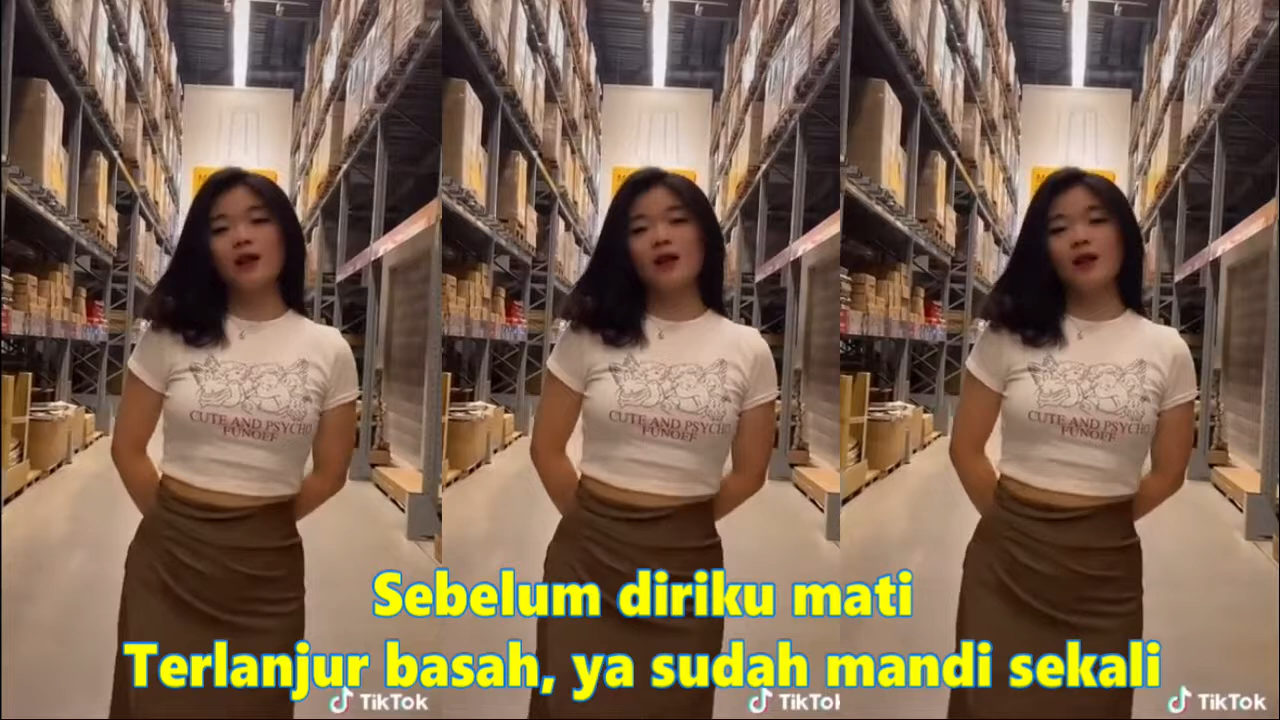 CUTE AND PSYCHO
FUNOFF
CUTE AND PSYCHO
FUNOFF
CUTE AND PSYCHO
FUNOFF
Sebelum diriku mati
Terlanjur basah, ya sudah mandi sekali
TikTok
TikTok
TikTok